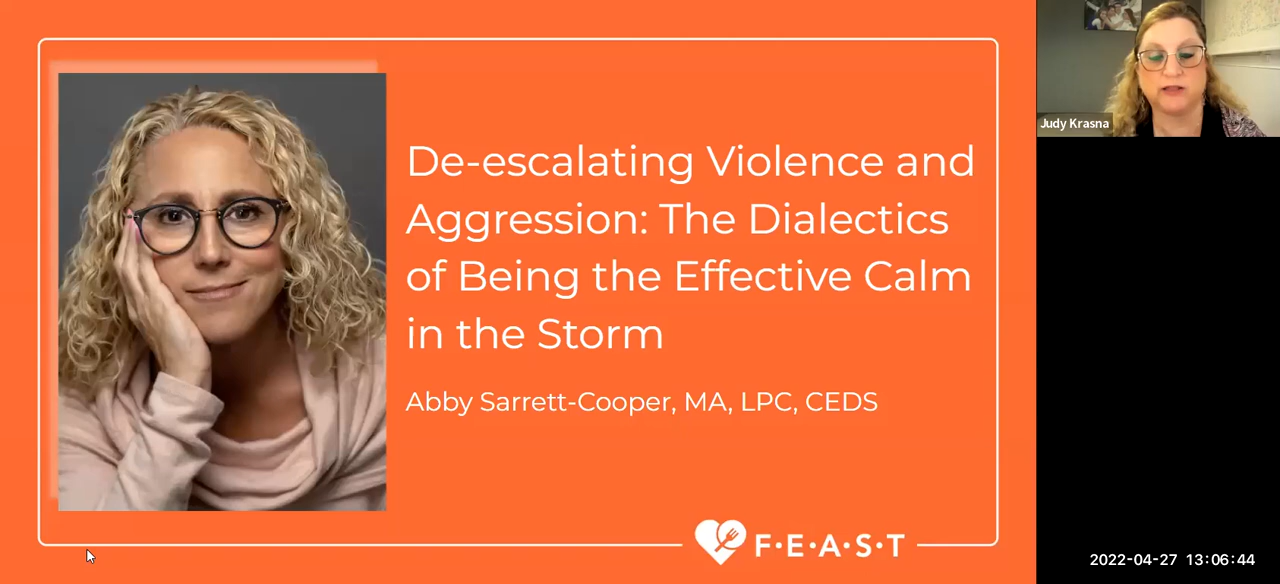 De-escalating Violence and
Aggression: The Dialectics
of Being the Effective Calm
in the Storm
Abby Sarrett-Cooper, MA, LPC, CEDS
F·E·A·S·T
Judy Krasna
2022-04-27 13:06:44